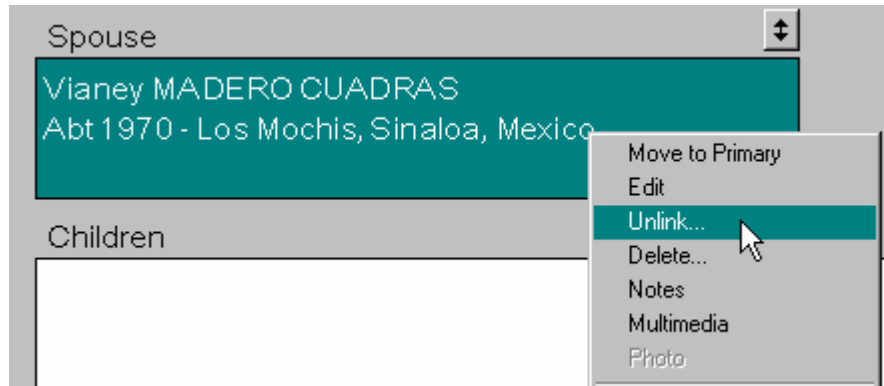 Spouse
Vianey MADERO CUADRAS
Abt 1970 - Los Mochis, Sinaloa, Mexico
Move to Primary
Edit
Unlink...
Delete...
Notes
Multimedia
Photo
Children